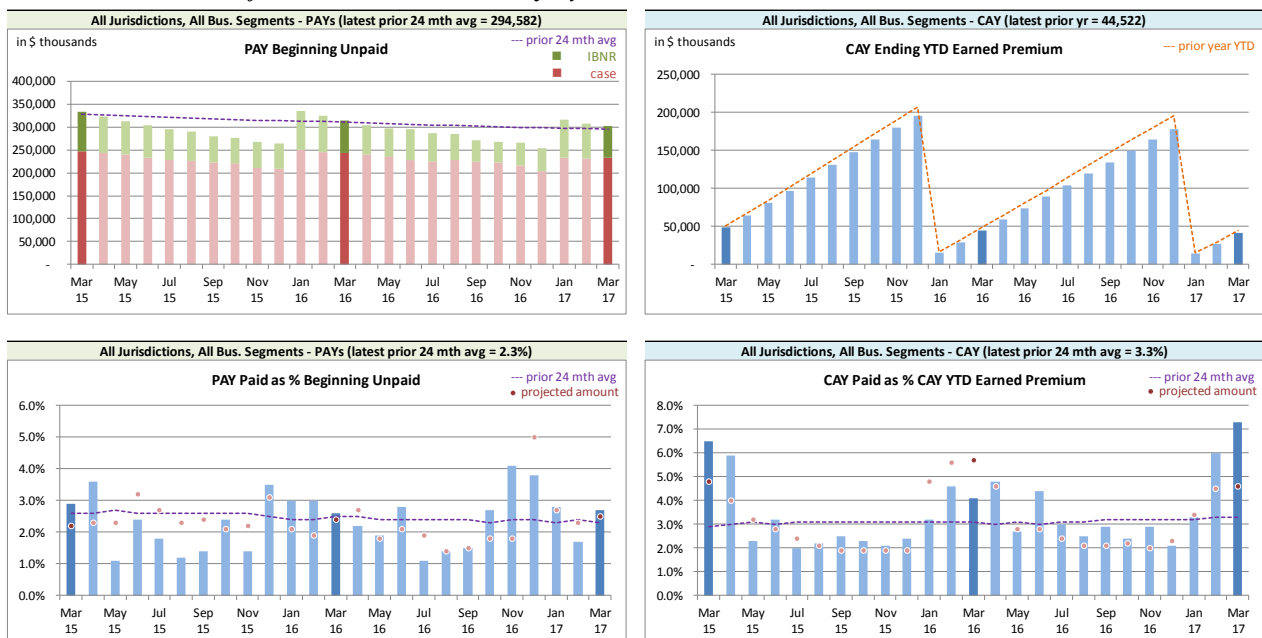 All Jurisdictions, All Bus. Segments - PAYs (latest prior 24 mth avg = 294,582)
in $ thousands
PAY Beginning Unpaid
--- prior 24 mth avg
IBNR
case
400,000
350,000
300,000
250,000
200,000
150,000
100,000
50,000
-
Mar May Jul Sep Nov Jan Mar May Jul Sep Nov Jan Mar
15 15 15 15 15 16 16 16 16 16 16 17 17
All Jurisdictions, All Bus. Segments - CAY (latest prior yr = 44,522)
in $ thousands
CAY Ending YTD Earned Premium
--- prior year YTD
250,000
200,000
150,000
100,000
50,000
-
Mar May Jul Sep Nov Jan Mar May Jul Sep Nov Jan Mar
15 15 15 15 15 16 16 16 16 16 16 17 17
All Jurisdictions, All Bus. Segments - PAYs (latest prior 24 mth avg = 2.3%)
PAY Paid as % Beginning Unpaid
--- prior 24 mth avg
projected amount
6.0%
5.0%
4.0%
3.0%
2.0%
1.0%
0.0%
Mar May Jul Sep Nov Jan Mar May Jul Sep Nov Jan Mar
15 15 15 15 15 16 16 16 16 16 16 17 17
All Jurisdictions, All Bus. Segments - CAY (latest prior 24 mth avg = 3.3%)
CAY Paid as % CAY YTD Earned Premium
--- prior 24 mth avg
projected amount
8.0%
7.0%
6.0%
5.0%
4.0%
3.0%
2.0%
1.0%
0.0%
Mar May Jul Sep Nov Jan Mar May Jul Sep Nov Jan Mar
15 15 15 15 15 16 16 16 16 16 16 17 17